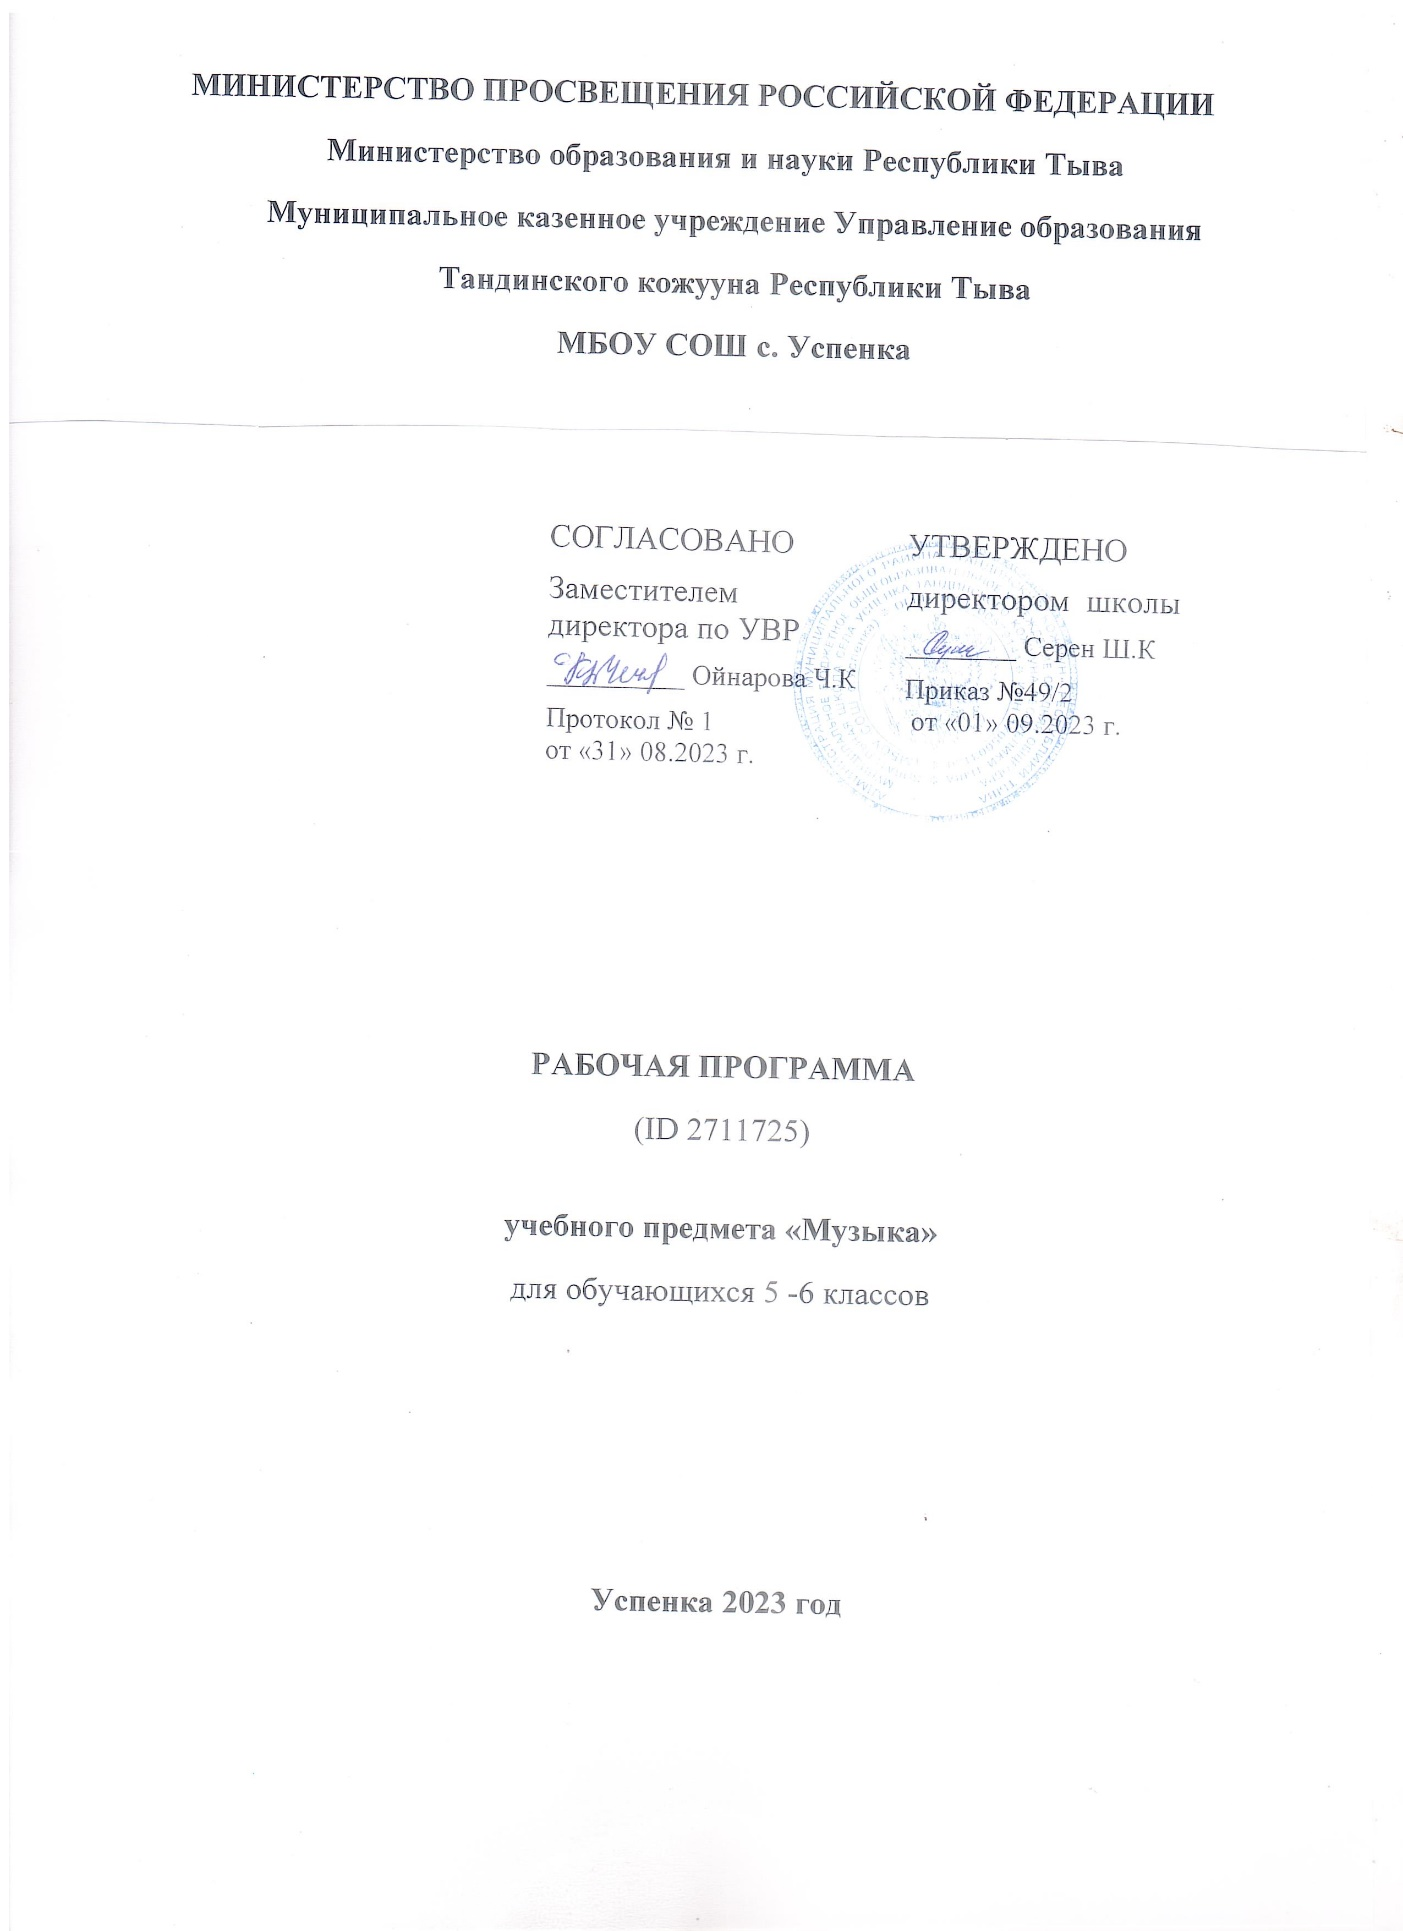 МИНИСТЕРСТВО ПРОСВЕЩЕНИЯ РОССИЙСКОЙ ФЕДЕРАЦИИ
Министерство образования и науки Республики Тыва
Муниципальное казенное учреждение Управление образования
Тандинского кожууна Республики Тыва
МБОУ СОШ с. Успенка
СОГЛАСОВАНО
Заместителем
директора по УВР
Ойнарова Ч.К
Протокол № 1
от «31» 08.2023 г.
УТВЕРЖДЕНО
директором школы
Серен Ш.К
Приказ №49/2
от «01» 09.2023 г.
РАБОЧАЯ ПРОГРАММА
(ID 2711725)
учебного предмета «Музыка»
для обучающихся 5 -6 классов
Успенка 2023 год